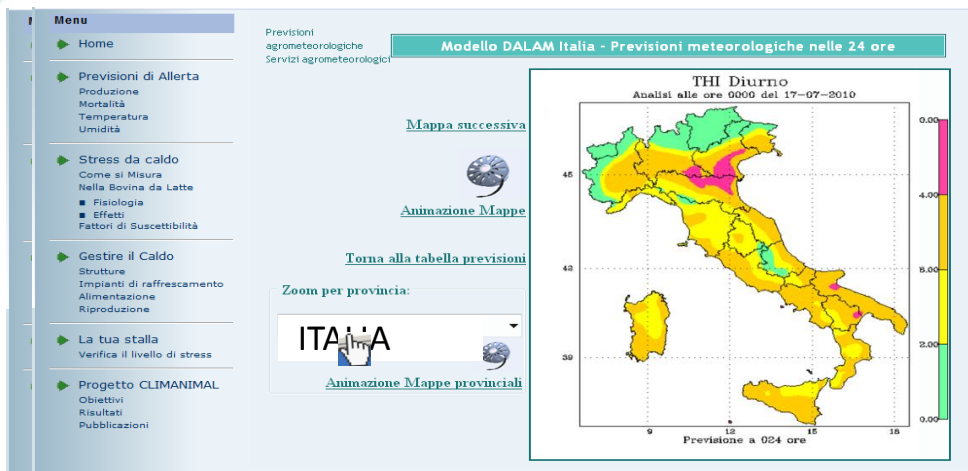 Menu
Home
Previsioni di Allerta
Produzione
Mortalità
Temperatura
Umidità
Stress da caldo
Come si Misura
Nella Bovina da Latte
Fisiologia
Effetti
Fattori di Suscettibilità
Gestire il Caldo
Strutture
Impianti di raffrescamento
Alimentazione
Riproduzione
La tua stalla
Verifica il livello di stress
Progetto CLIMANIMAL
Obiettivi
Risultati
Pubblicazioni
Previsioni
agrometeorologiche
Servizi agrometeorologici
Modello DALAM Italia - Previsioni meteorologiche nelle 24 ore
Mappa successiva
Animazione Mappe
Torna alla tabella previsioni
Zoom per provincia:
ITALIA
Animazione Mappe provinciali
THI Diurno
Analisi alle ore 0000 del 17-07-2010
45
42
39
9
12
15
18
0.00
4.00
2.00
0.00
Previsione a 024 ore